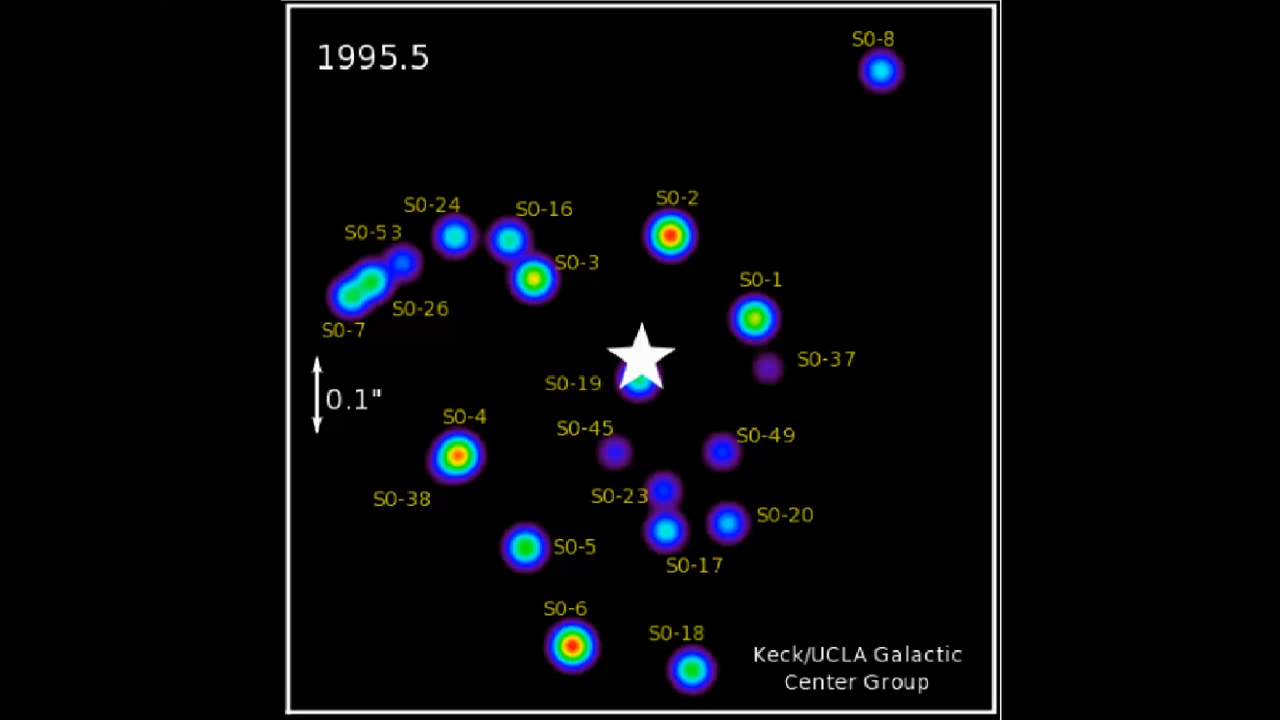 1995.5
S0-8
S0-2
S0-24
S0-16
S0-53
S0-3
S0-1
S0-26
S0-7
S0-37
S0-19
0.1"
S0-4
S0-45
S0-49
S0-38
S0-23
S0-20
S0-5
S0-17
S0-6
S0-18
Keck/UCLA Galactic
Center Group